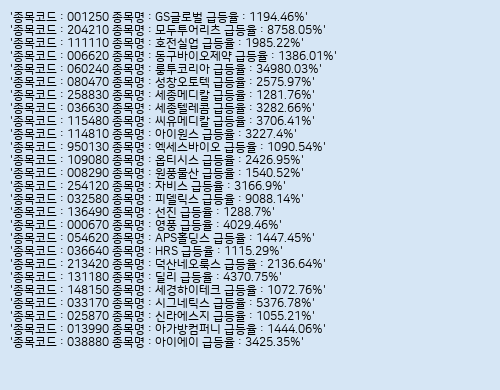 '종목코드 : 001250 종목명 : GS글로벌 급등율 : 1194.46%'
'종목코드 : 204210 종목명 : 모두투어리츠 급등율 : 8758.05%'
'종목코드 : 111110 종목명 : 호전실업 급등율 : 1985.22%'
'종목코드 : 006620 종목명 : 동구바이오제약 급등율 : 1386.01%'
'종목코드 : 060240 종목명 : 룽투코리아 급등율 : 34980.03%'
'종목코드 : 080470 종목명 : 성창오토텍 급등율 : 2575.97%'
'종목코드 : 258830 종목명 : 세종메디칼 급등율 : 1281.76%'
'종목코드 : 036630 종목명 : 세종텔레콤 급등율 : 3282.66%'
'종목코드 : 115480 종목명 : 씨유메디칼 급등율 : 3706.41%'
'종목코드 : 114810 종목명 : 아이원스 급등율 : 3227.4%'
'종목코드 : 950130 종목명 : 엑세스바이오 급등율 : 1090.54%'
'종목코드 : 109080 종목명 : 옵티시스 급등율 : 2426.95%'
'종목코드 : 008290 종목명 : 원풍물산 급등율 : 1540.52%'
'종목코드 : 254120 종목명 : 자비스 급등율 : 3166.9%'
'종목코드 : 032580 종목명 : 피델릭스 급등율 : 9088.14%'
'종목코드 : 136490 종목명 : 선진 급등율 : 1288.7%'
'종목코드 : 000670 종목명 : 영풍 급등율 : 4029.46%'
'종목코드 : 054620 종목명 : APS홀딩스 급등율 : 1447.45%'
'종목코드 : 036640 종목명 : HRS 급등율 : 1115.29%'
'종목코드 : 213420 종목명 : 덕산네오룩스 급등율 : 2136.64%'
'종목코드 : 131180 종목명 : 딜리 급등율 : 4370.75%'
'종목코드 : 148150 종목명 : 세경하이테크 급등율 : 1072.76%'
'종목코드 : 033170 종목명 : 시그네틱스 급등율 : 5376.78%'
'종목코드 : 025870 종목명 : 신라에스지 급등율 : 1055.21%'
'종목코드 : 013990 종목명 : 아가방컴퍼니 급등율 : 1444.06%'
'종목코드 : 038880 종목명 : 아이에이 급등율 : 3425.35%'